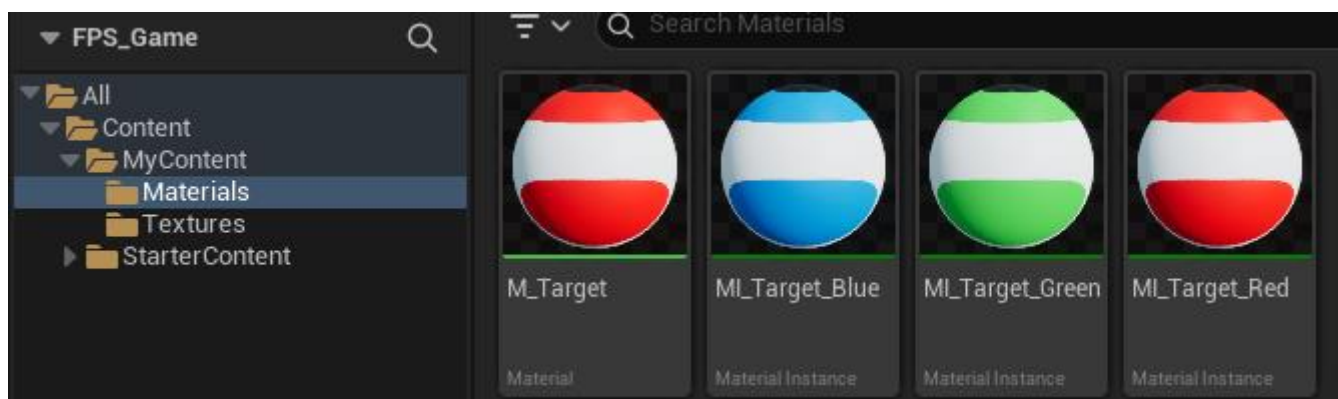 FPS_Game
All
Content
MyContent
Materials
Textures
StarterContent
Search Materials
M_Target
MI_Target_Blue
MI_Target_Green
MI_Target_Red
Material
Material Instance
Material Instance
Material Instance